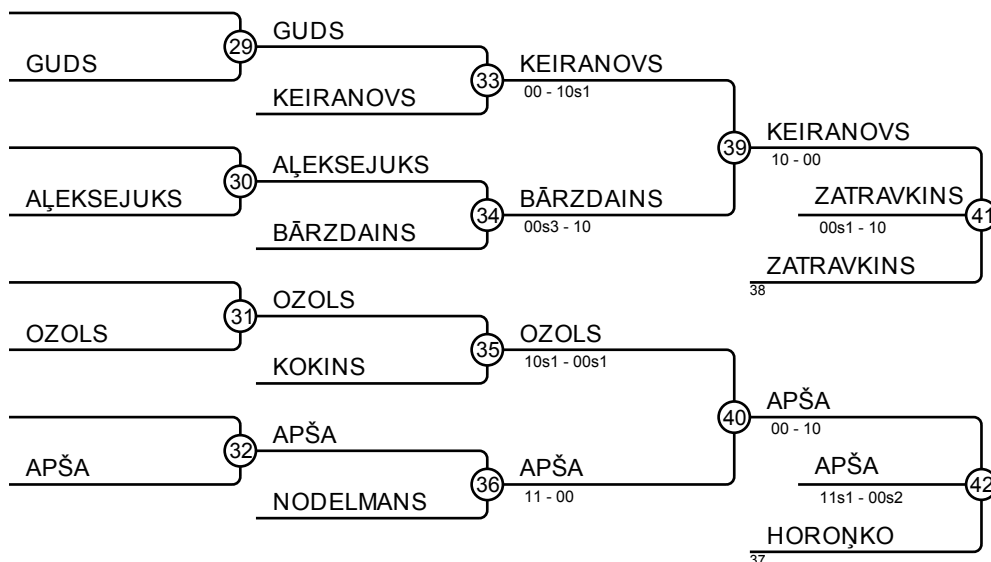 GUDS
29
GUDS
KEIRANOVS
33
KEIRANOVS
00 - 10s1
AĻEKSEJUKS
30
AĻEKSEJUKS
BĀRZDAINS
34
BĀRZDAINS
00s3 - 10
39
KEIRANOVS
10 - 00
ZATRAVKINS
00s1 - 10
41
ZATRAVKINS
38
OZOLS
31
OZOLS
KOKINS
35
OZOLS
10s1 - 00s1
APŠA
32
APŠA
NODELMANS
36
APŠA
11 - 00
40
APŠA
00 - 10
APŠA
11s1 - 00s2
42
HOROŅKO
37